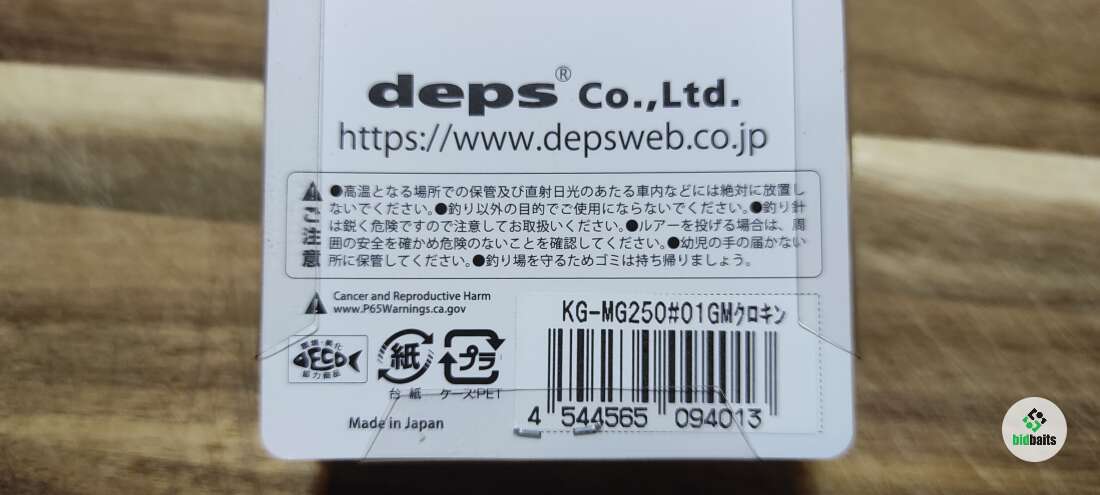 deps® Co.,Ltd.
https://www.depsweb.co.jp
ご注意
●高温となる場所での保管及び直射日光のあたる車内などには絶対に放置し
ないでください。●釣り以外の目的でご使用にならないでください。●釣り針
は鋭く危険ですので注意してお取扱いください。●ルアーを投げる場合は、周
囲の安全を確かめ危険のないことを確認してください。●幼児の手の届かない
所に保管してください。●釣り場を守るためゴミは持ち帰りましょう。
Cancer and Reproductive Harm
www.P65Warnings.ca.gov
KG-MG250#01GMクロキン
環境・美化
ECO
協力商品
紙
台紙
プラ
ケース:PET
4 544565 094013
Made in Japan
bidbaits